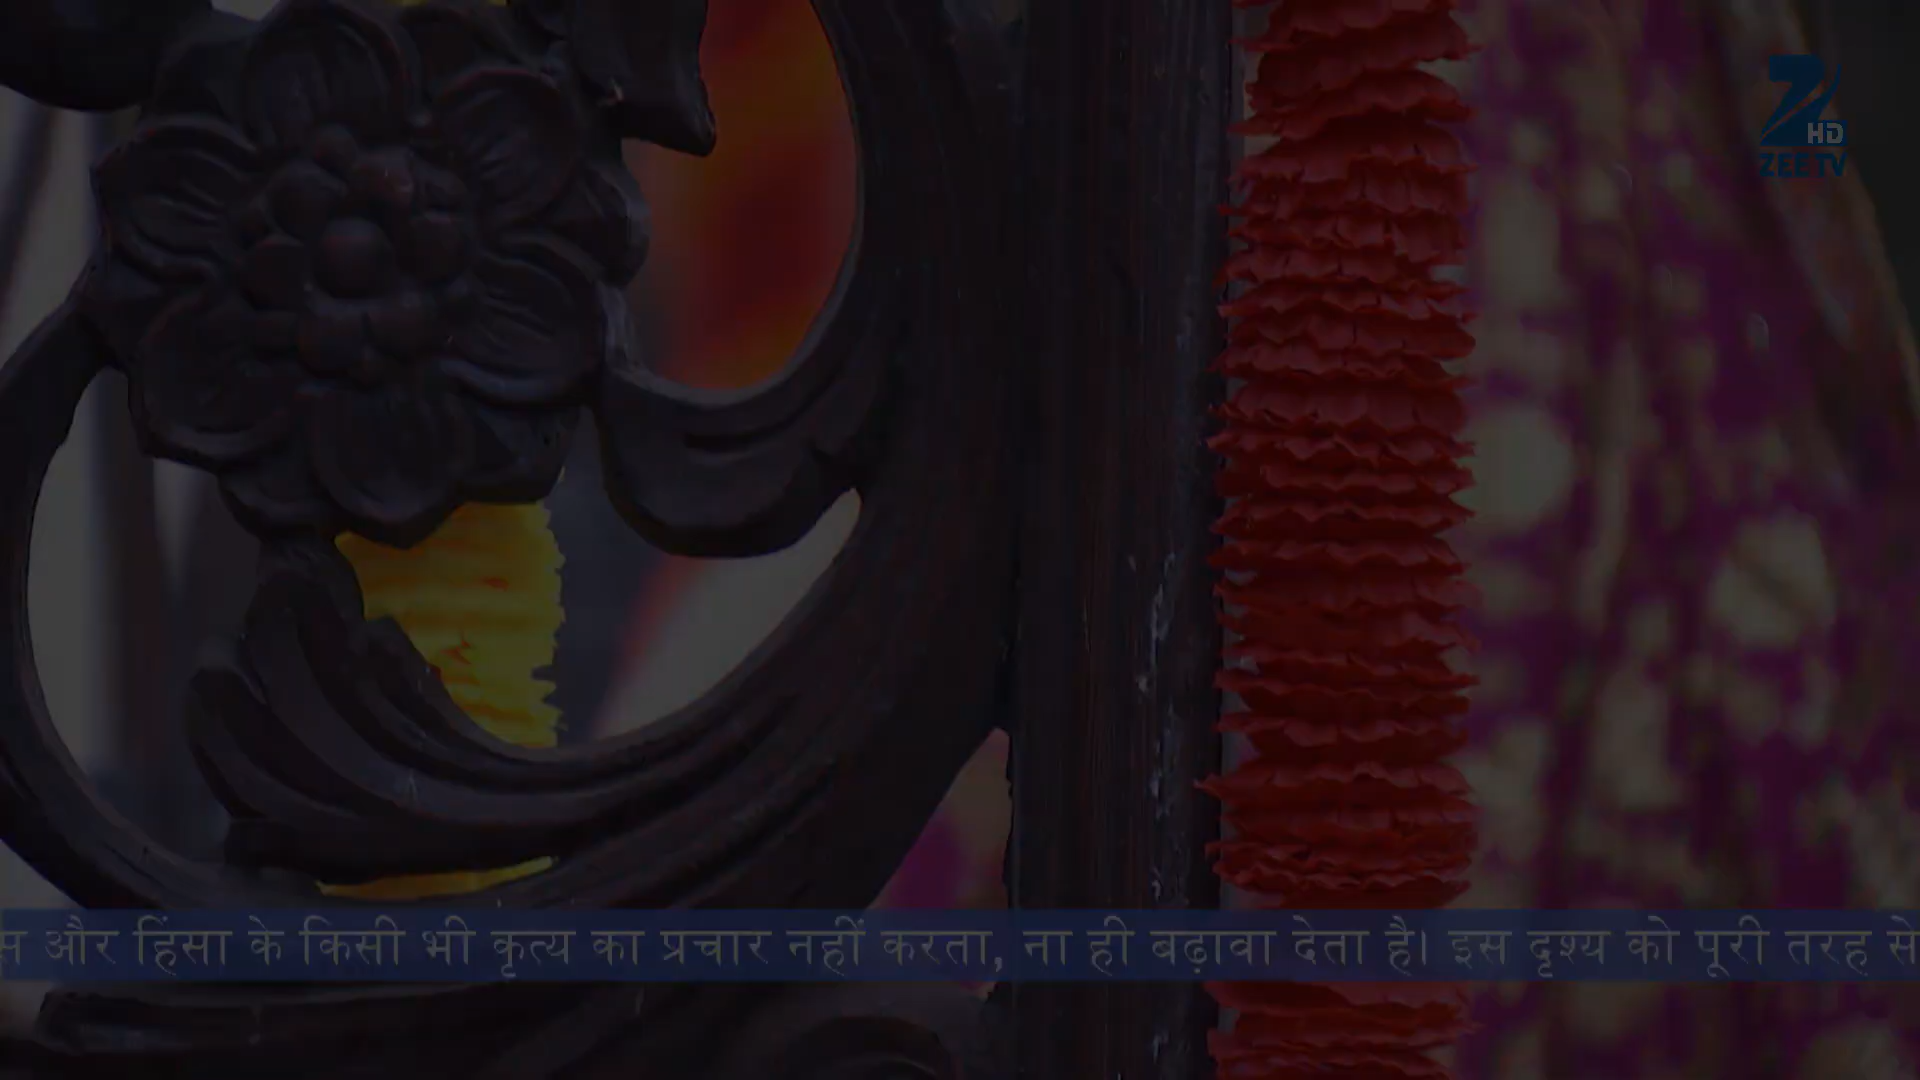 HD
ZEE TV
और हिंसा के किसी भी कृत्य का प्रचार नहीं करता, ना ही बढ़ावा देता है। इस दृश्य को पूरी तरह से